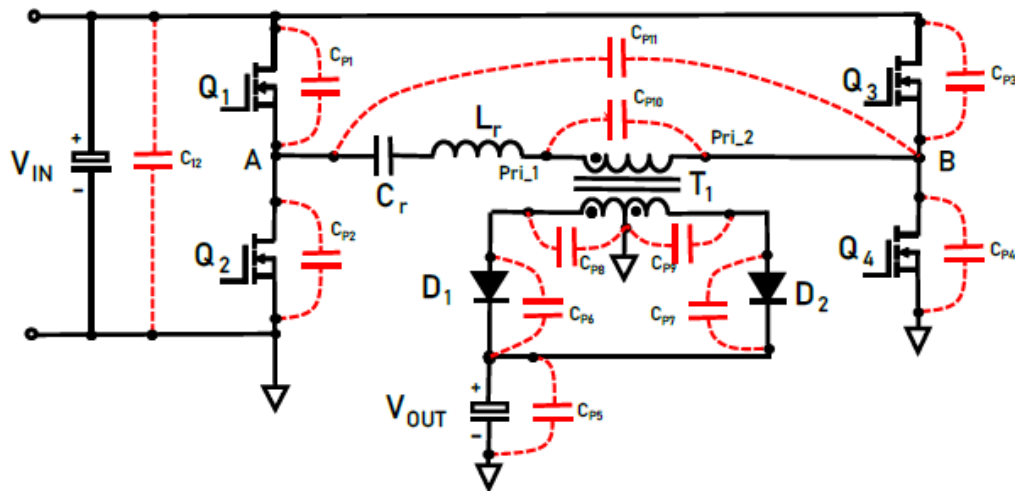 C_P1
C_P11
Q_1
Q_3
C_P3
C_P10
L_r
Pri_2
+
V_IN
-
C_12
A
Pri_1
B
C_r
T_1
C_P2
Q_2
C_P8
C_P9
Q_4
C_P4
D_1
C_P6
C_P7
D_2
+
V_OUT
-
C_P5